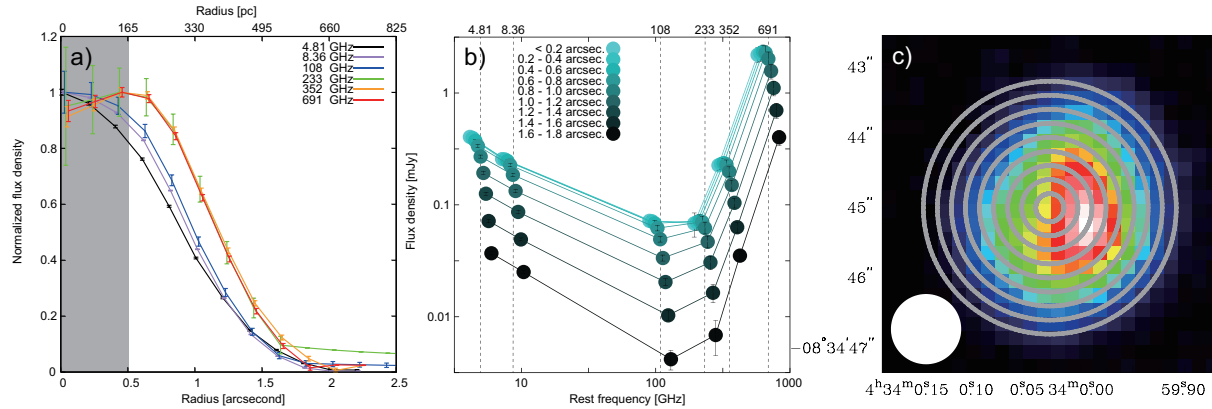 Radius [pc]
0 165 330 495 660 825
a)
4.81 GHz
8.36 GHz
108 GHz
233 GHz
352 GHz
691 GHz
1.2
1
0.8
0.6
0.4
0.2
0
Normalized flux density
0 0.5 1 1.5 2 2.5
Radius [arcsecond]
4.81 8.36 108 233 352 691
b)
< 0.2 arcsec.
0.2 - 0.4 arcsec.
0.4 - 0.6 arcsec.
0.6 - 0.8 arcsec.
0.8 - 1.0 arcsec.
1.0 - 1.2 arcsec.
1.2 - 1.4 arcsec.
1.4 - 1.6 arcsec.
1.6 - 1.8 arcsec.
1
0.1
0.01
Flux density [mJy]
10 100 1000
Rest frequency [GHz]
c)
43"
44"
45"
46"
−08°34'47"
4ʰ34ᵐ0ˢ.15 0ˢ.10 0ˢ.05 34ᵐ0ˢ.00 59ˢ.90